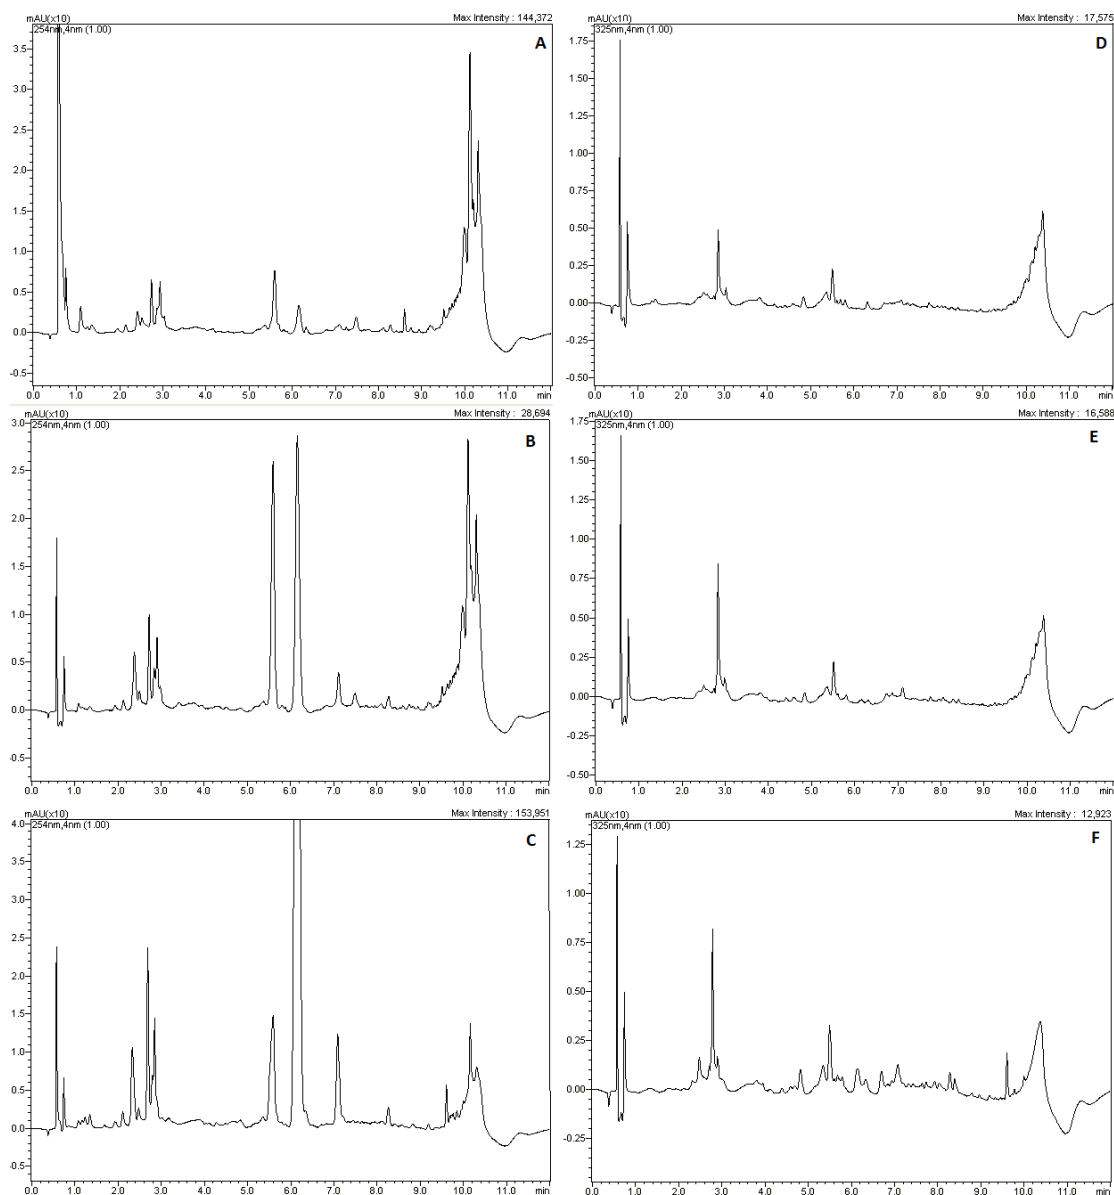 mAU(x10)
Max Intensity : 144,372
254nm,4nm (1.00)
A
3.5
3.0
2.5
2.0
1.5
1.0
0.5
0.0
-0.5
0.0 1.0 2.0 3.0 4.0 5.0 6.0 7.0 8.0 9.0 10.0 11.0 min
mAU(x10)
Max Intensity : 17,575
325nm,4nm (1.00)
D
1.75
1.50
1.25
1.00
0.75
0.50
0.25
0.00
-0.25
-0.50
0.0 1.0 2.0 3.0 4.0 5.0 6.0 7.0 8.0 9.0 10.0 11.0 min
mAU(x10)
Max Intensity : 28,694
254nm,4nm (1.00)
B
3.0
2.5
2.0
1.5
1.0
0.5
0.0
-0.5
0.0 1.0 2.0 3.0 4.0 5.0 6.0 7.0 8.0 9.0 10.0 11.0 min
mAU(x10)
Max Intensity : 16,588
325nm,4nm (1.00)
E
1.75
1.50
1.25
1.00
0.75
0.50
0.25
0.00
-0.25
-0.50
0.0 1.0 2.0 3.0 4.0 5.0 6.0 7.0 8.0 9.0 10.0 11.0 min
mAU(x10)
Max Intensity : 153,951
254nm,4nm (1.00)
C
4.0
3.5
3.0
2.5
2.0
1.5
1.0
0.5
0.0
-0.5
0.0 1.0 2.0 3.0 4.0 5.0 6.0 7.0 8.0 9.0 10.0 11.0 min
mAU(x10)
Max Intensity : 12,923
325nm,4nm (1.00)
F
1.25
1.00
0.75
0.50
0.25
0.00
-0.25
0.0 1.0 2.0 3.0 4.0 5.0 6.0 7.0 8.0 9.0 10.0 11.0 min